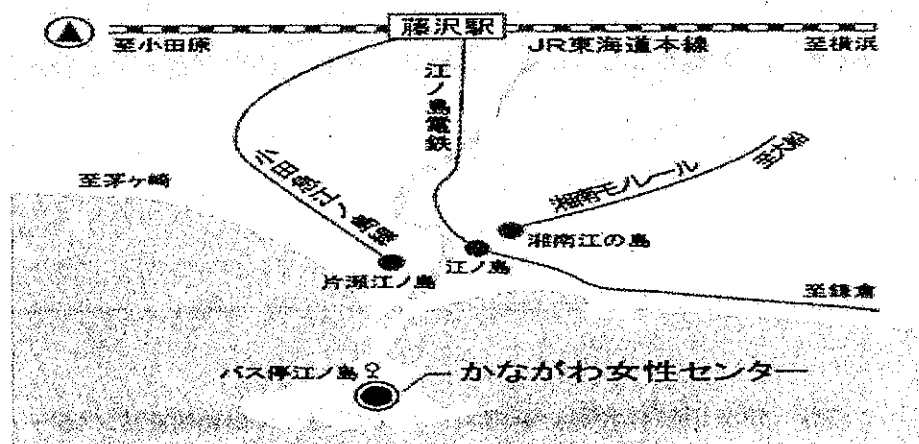 藤沢駅
至小田原
JR東海道本線
至横浜
江ノ島電鉄
小田急江ノ島線
湘南モノレール
至大船
至茅ヶ崎
湘南江の島
江ノ島
片瀬江ノ島
至鎌倉
バス停江ノ島
かながわ女性センター